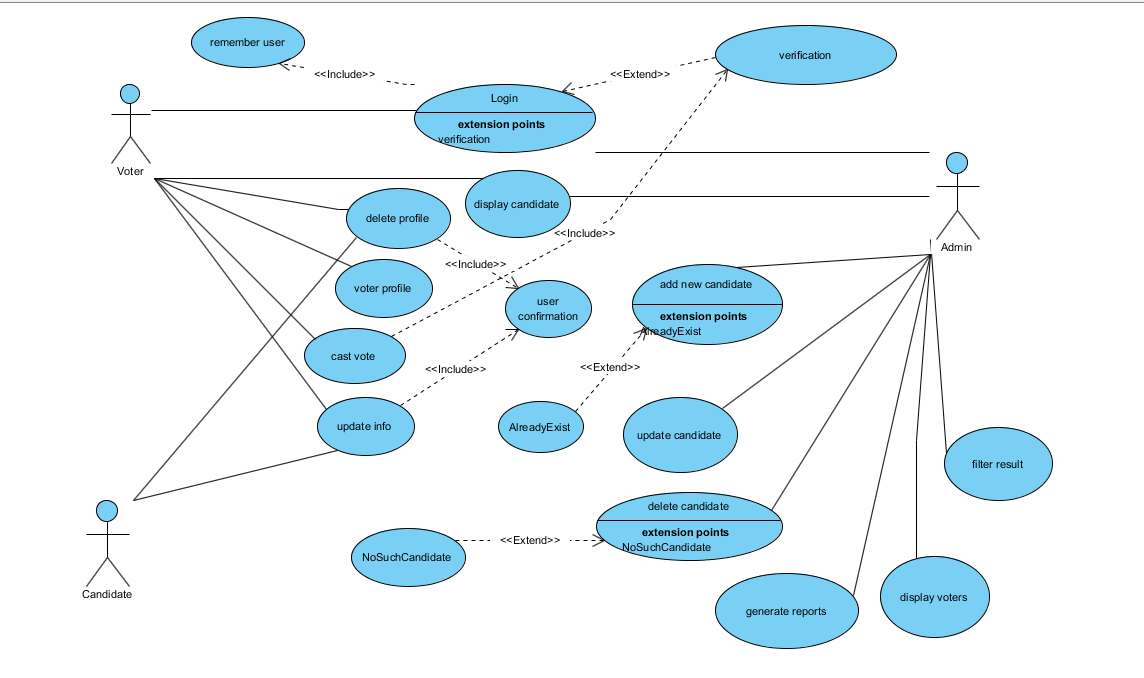 remember user
verification
<<Include>>
<<Extend>>
Login
extension points
verification
Voter
display candidate
delete profile
<<Include>>
Admin
<<Include>>
voter profile
user
confirmation
add new candidate
extension points
AlreadyExist
cast vote
<<Include>>
<<Extend>>
update info
AlreadyExist
update candidate
filter result
delete candidate
extension points
NoSuchCandidate
<<Extend>>
NoSuchCandidate
Candidate
generate reports
display voters